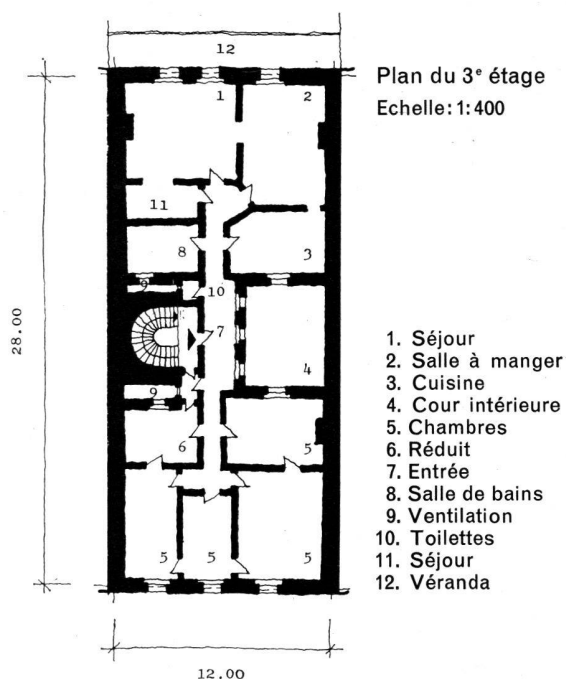 12
Plan du 3e étage
Echelle: 1:400
1
2
11
8
3
9
10
7
28.00
4
9
6
5
5
5
5
12.00
1. Séjour
2. Salle à manger
3. Cuisine
4. Cour intérieure
5. Chambres
6. Réduit
7. Entrée
8. Salle de bains
9. Ventilation
10. Toilettes
11. Séjour
12. Véranda